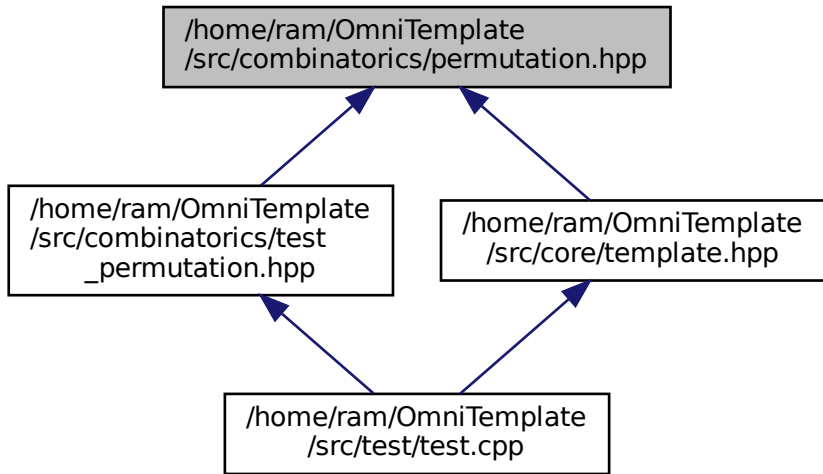 /home/ram/OmniTemplate
/src/combinatorics/permutation.hpp
/home/ram/OmniTemplate
/src/combinatorics/test
_permutation.hpp
/home/ram/OmniTemplate
/src/core/template.hpp
/home/ram/OmniTemplate
/src/test/test.cpp